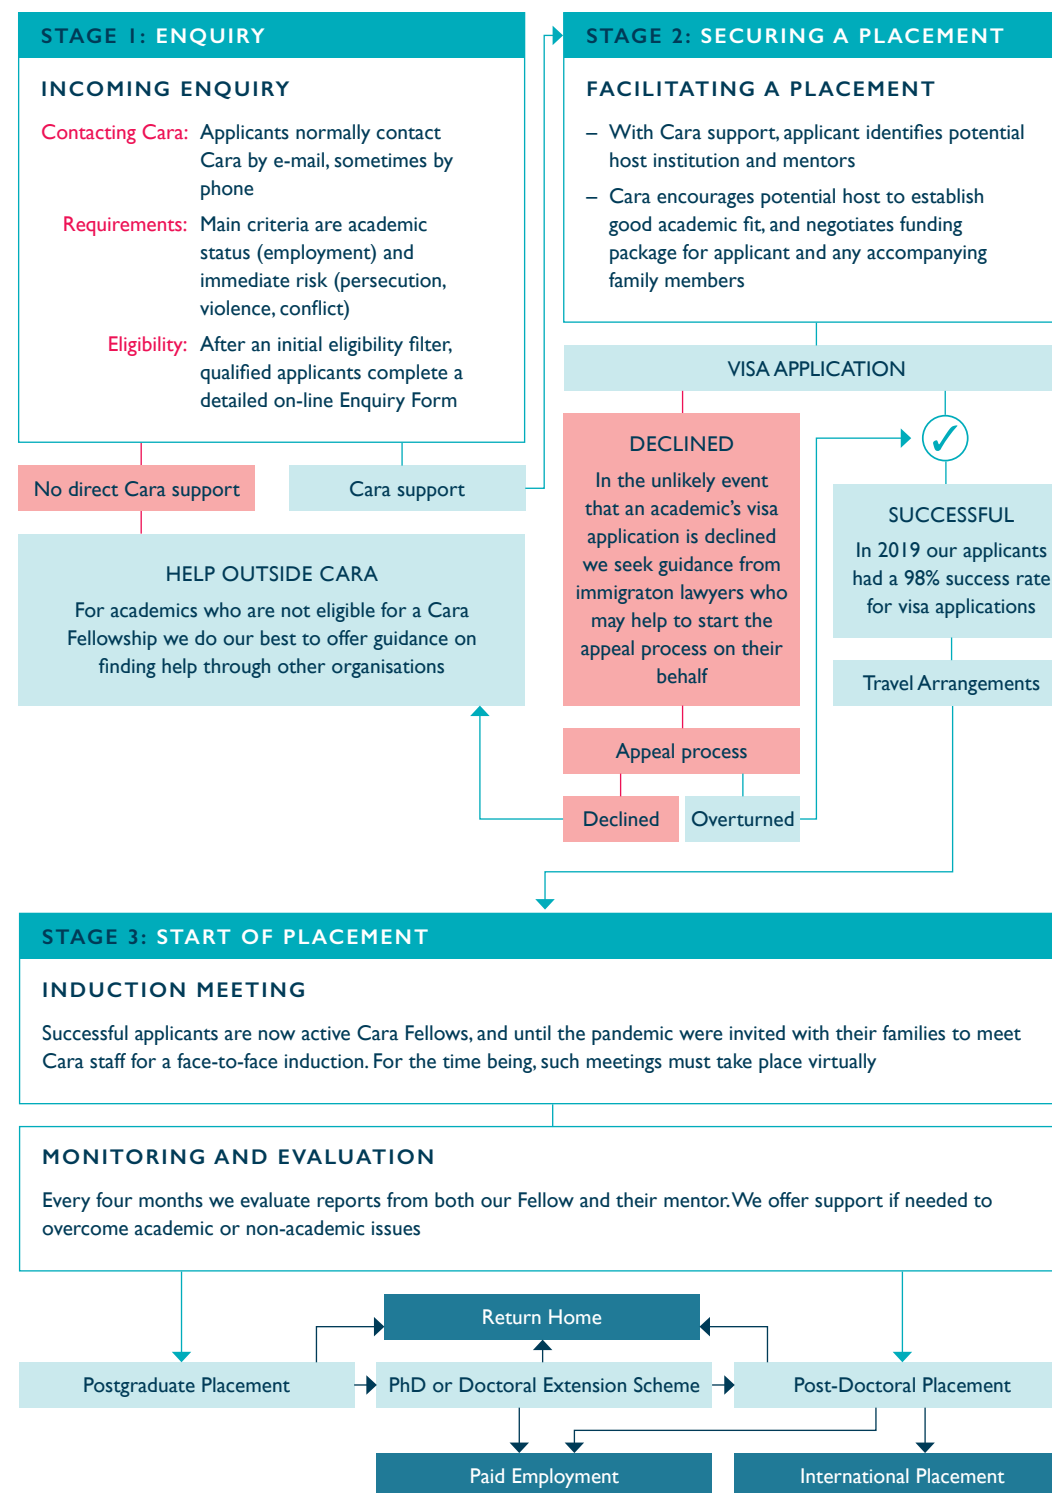 STAGE 1: ENQUIRY
INCOMING ENQUIRY
Contacting Cara: Applicants normally contact
Cara by e-mail, sometimes by
phone
Requirements: Main criteria are academic
status (employment) and
immediate risk (persecution,
violence, conflict)
Eligibility: After an initial eligibility filter,
qualified applicants complete a
detailed on-line Enquiry Form
No direct Cara support
Cara support
HELP OUTSIDE CARA
For academics who are not eligible for a Cara
Fellowship we do our best to offer guidance on
finding help through other organisations
STAGE 2: SECURING A PLACEMENT
FACILITATING A PLACEMENT
– With Cara support, applicant identifies potential
host institution and mentors
– Cara encourages potential host to establish
good academic fit, and negotiates funding
package for applicant and any accompanying
family members
VISA APPLICATION
DECLINED
In the unlikely event
that an academic's visa
application is declined
we seek guidance from
immigraton lawyers who
may help to start the
appeal process on their
behalf
Appeal process
Declined
Overturned
✓
SUCCESSFUL
In 2019 our applicants
had a 98% success rate
for visa applications
Travel Arrangements
STAGE 3: START OF PLACEMENT
INDUCTION MEETING
Successful applicants are now active Cara Fellows, and until the pandemic were invited with their families to meet
Cara staff for a face-to-face induction. For the time being, such meetings must take place virtually
MONITORING AND EVALUATION
Every four months we evaluate reports from both our Fellow and their mentor. We offer support if needed to
overcome academic or non-academic issues
Return Home
Postgraduate Placement
PhD or Doctoral Extension Scheme
Post-Doctoral Placement
Paid Employment
International Placement